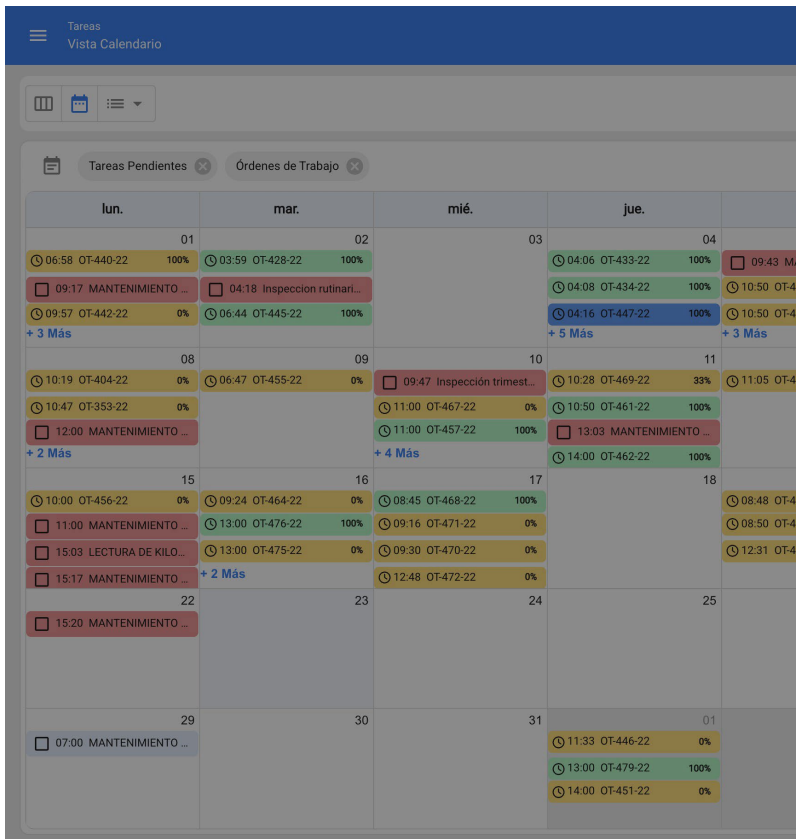 Tareas
Vista Calendario
Tareas Pendientes Órdenes de Trabajo
lun. mar. mié. jue.
01 02 03 04
06:58 OT-440-22 100% 03:59 OT-428-22 100% 04:06 OT-433-22 100% 09:43 MA
09:17 MANTENIMIENTO ... 04:18 Inspeccion rutinari... 04:08 OT-434-22 100% 10:50 OT-4
09:57 OT-442-22 0% 06:44 OT-445-22 100% 04:16 OT-447-22 100% 10:50 OT-4
+ 3 Más + 5 Más + 3 Más
08 09 10 11
10:19 OT-404-22 0% 06:47 OT-455-22 0% 09:47 Inspección trimest... 10:28 OT-469-22 33% 11:05 OT-4
10:47 OT-353-22 0% 11:00 OT-467-22 0% 10:50 OT-461-22 100%
12:00 MANTENIMIENTO ... 11:00 OT-457-22 100% 13:03 MANTENIMIENTO ...
+ 2 Más + 4 Más 14:00 OT-462-22 100%
15 16 17 18
10:00 OT-456-22 0% 09:24 OT-464-22 0% 08:45 OT-468-22 100% 08:48 OT-4
11:00 MANTENIMIENTO ... 13:00 OT-476-22 100% 09:16 OT-471-22 0% 08:50 OT-4
15:03 LECTURA DE KILO... 13:00 OT-475-22 0% 09:30 OT-470-22 0% 12:31 OT-4
15:17 MANTENIMIENTO ... + 2 Más 12:48 OT-472-22 0%
22 23 24 25
15:20 MANTENIMIENTO ...
29 30 31 01
07:00 MANTENIMIENTO ... 11:33 OT-446-22 0%
13:00 OT-479-22 100%
14:00 OT-451-22 0%